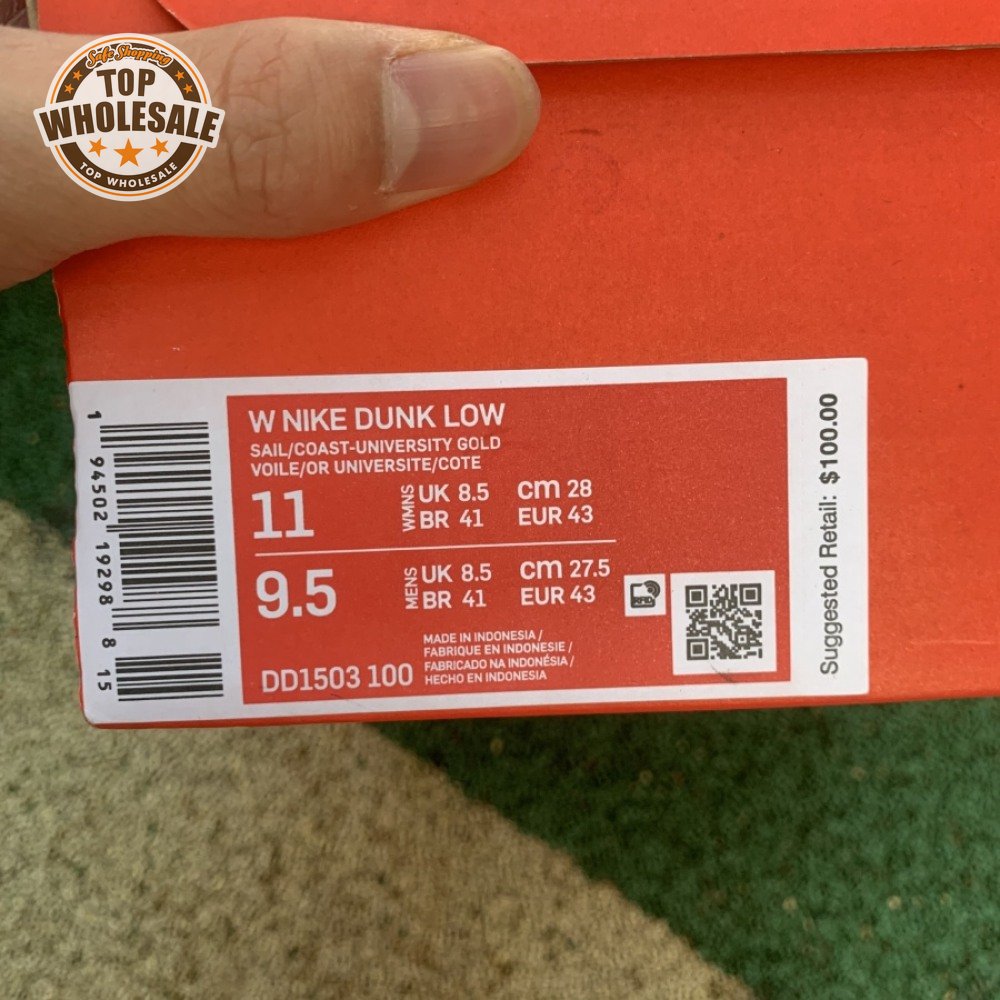 Safe Shopping
TOP
WHOLESALE
TOP WHOLESALE
W NIKE DUNK LOW
SAIL/COAST-UNIVERSITY GOLD
VOILE/OR UNIVERSITE/COTE
11
WMNS
UK 8.5 cm 28
BR 41 EUR 43
9.5
MENS
UK 8.5 cm 27.5
BR 41 EUR 43
MADE IN INDONESIA /
FABRIQUE EN INDONESIE /
FABRICADO NA INDONÉSIA /
HECHO EN INDONESIA
DD1503 100
RFID
1 94502 19298 8 15
Suggested Retail: $100.00